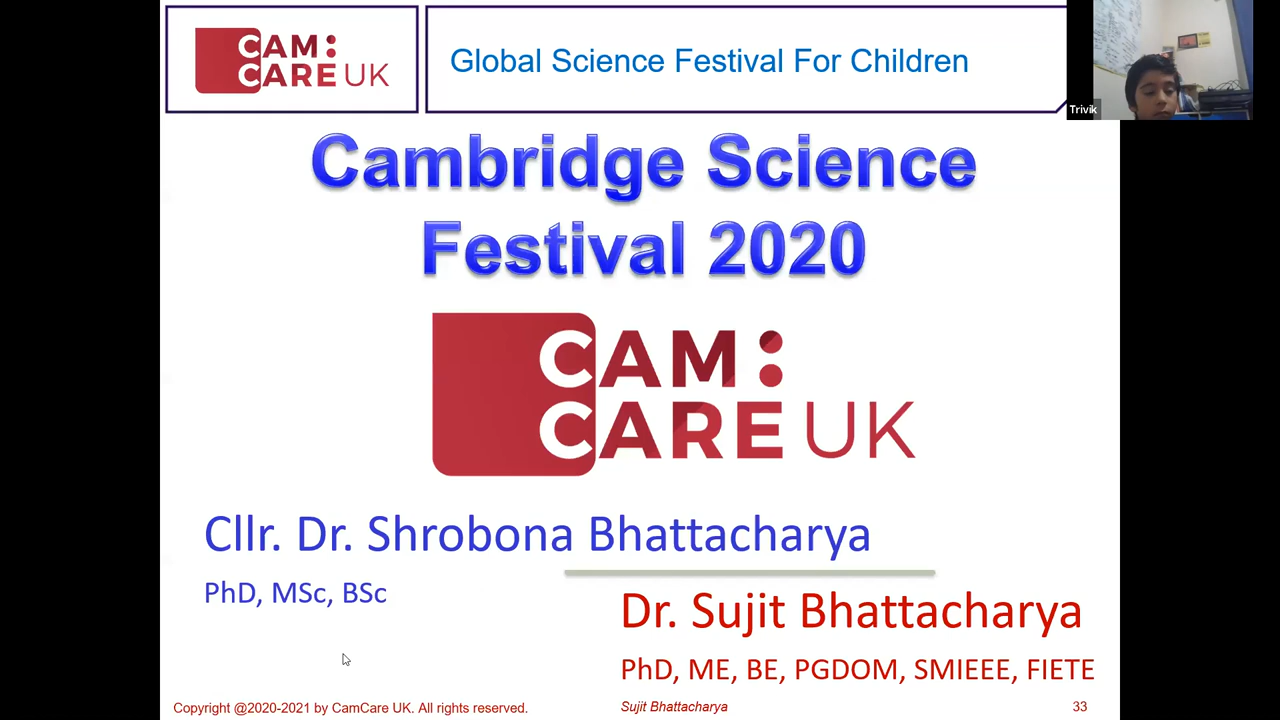 CAM:
CARE UK
Global Science Festival For Children
Trivik
Cambridge Science
Festival 2020
CAM:
CARE UK
Cllr. Dr. Shrobona Bhattacharya
PhD, MSc, BSc
Dr. Sujit Bhattacharya
PhD, ME, BE, PGDOM, SMIEEE, FIETE
Copyright @2020-2021 by CamCare UK. All rights reserved.
Sujit Bhattacharya
33